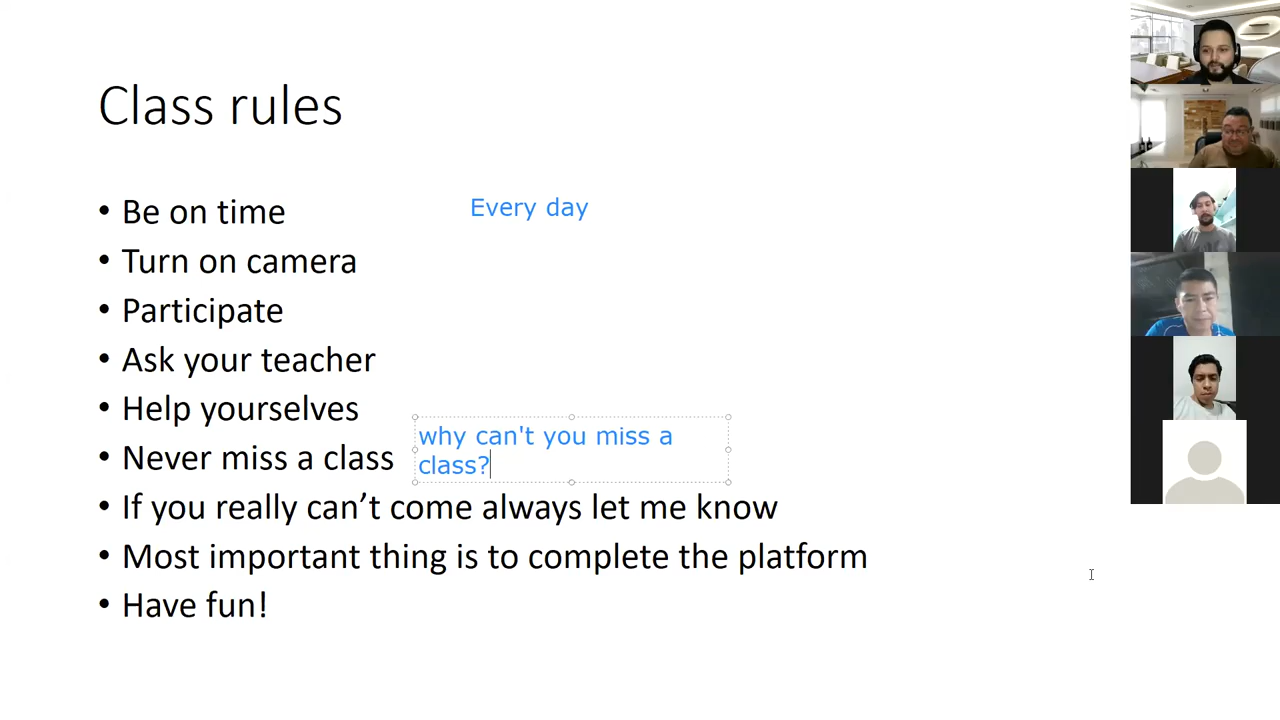 Class rules
• Be on time
Every day
• Turn on camera
• Participate
• Ask your teacher
• Help yourselves
why can't you miss a
class?
• Never miss a class
• If you really can’t come always let me know
• Most important thing is to complete the platform
• Have fun!